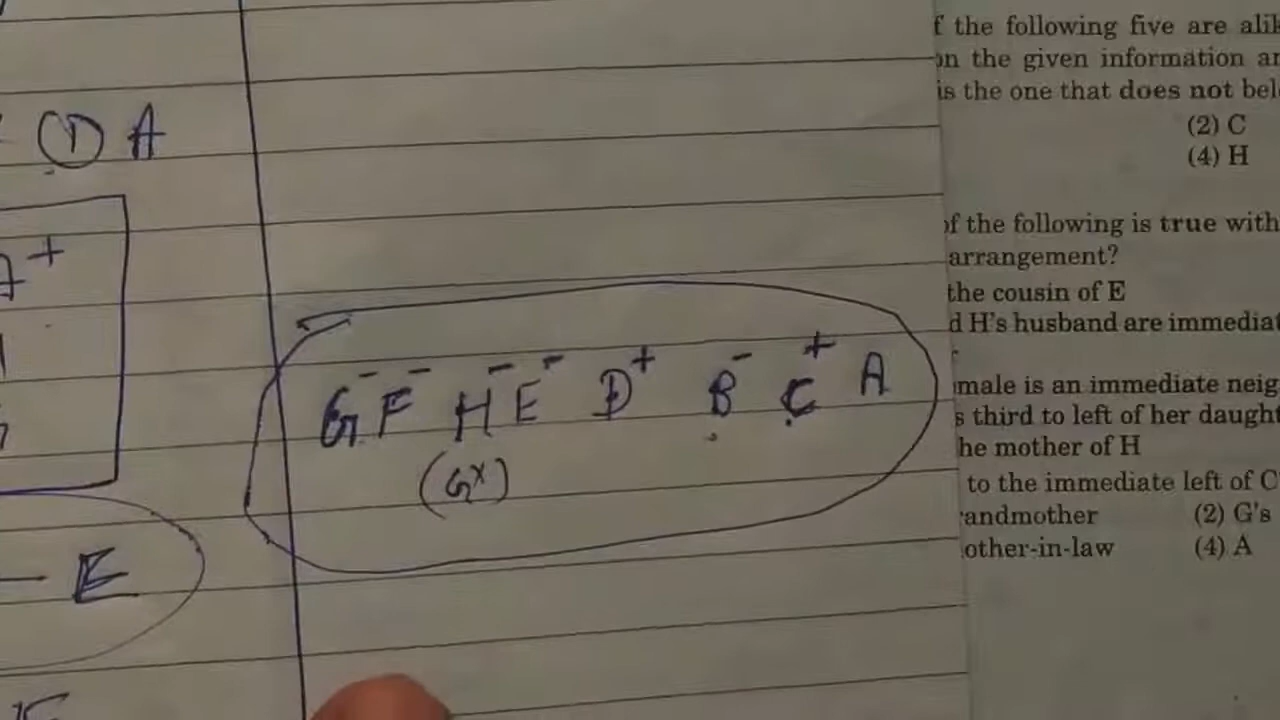 ① A
A +
G - F - H - E - D + B - C + A
(G x)
— E
f the following five are alik
on the given information an
is the one that does not bel
(2) C
(4) H
of the following is true with
arrangement?
the cousin of E
d H's husband are immediat
male is an immediate neig
s third to left of her daught
he mother of H
to the immediate left of C
andmother (2) G's
other-in-law (4) A